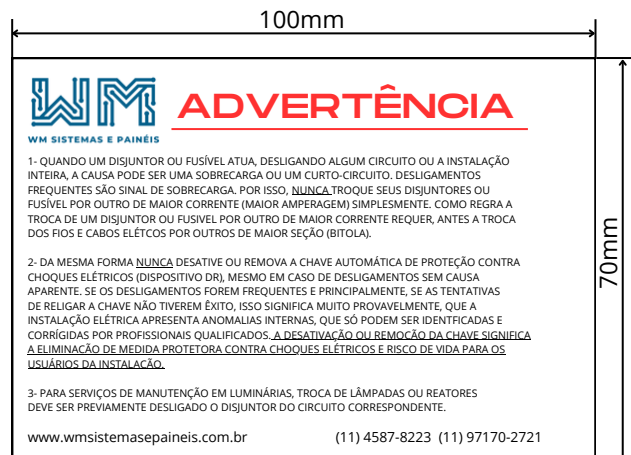 100mm
WM
ADVERTÊNCIA
WM SISTEMAS E PAINÉIS
1- QUANDO UM DISJUNTOR OU FUSÍVEL ATUA, DESLIGANDO ALGUM CIRCUITO OU A INSTALAÇÃO
INTEIRA, A CAUSA PODE SER UMA SOBRECARGA OU UM CURTO-CIRCUITO. DESLIGAMENTOS
FREQUENTES SÃO SINAL DE SOBRECARGA. POR ISSO, NUNCA TROQUE SEUS DISJUNTORES OU
FUSÍVEL POR OUTRO DE MAIOR CORRENTE (MAIOR AMPERAGEM) SIMPLESMENTE. COMO REGRA A
TROCA DE UM DISJUNTOR OU FUSIVEL POR OUTRO DE MAIOR CORRENTE REQUER, ANTES A TROCA
DOS FIOS E CABOS ELÉTCOS POR OUTROS DE MAIOR SEÇÃO (BITOLA).
2- DA MESMA FORMA NUNCA DESATIVE OU REMOVA A CHAVE AUTOMÁTICA DE PROTEÇÃO CONTRA
CHOQUES ELÉTRICOS (DISPOSITIVO DR), MESMO EM CASO DE DESLIGAMENTOS SEM CAUSA
APARENTE. SE OS DESLIGAMENTO FOREM FREQUENTES E PRINCIPALMENTE, SE AS TENTATIVAS
DE RELIGAR A CHAVE NÃO TIVEREM ÊXITO, ISSO SIGNIFICA MUITO PROVAVELMENTE, QUE A
INSTALAÇÃO ELÉTRICA APRESENTA ANOMALIAS INTERNAS, QUE SÓ PODEM SER IDENTFICADAS E
CORRÍGIDAS POR PROFISSIONAIS QUALIFICADOS. A DESATIVAÇÃO OU REMOÇÃO DA CHAVE SIGNIFICA
A ELIMINAÇÃO DE MEDIDA PROTETORA CONTRA CHOQUES ELÉTRICOS E RISCO DE VIDA PARA OS
USUÁRIOS DA INSTALAÇÃO.
3- PARA SERVIÇOS DE MANUTENÇÃO EM LUMINÁRIAS, TROCA DE LÂMPADAS OU REATORES
DEVE SER PREVIAMENTE DESLIGADO O DISJUNTOR DO CIRCUITO CORRESPONDENTE.
www.wmsistemasepaineis.com.br (11) 4587-8223 (11) 97170-2721
70mm